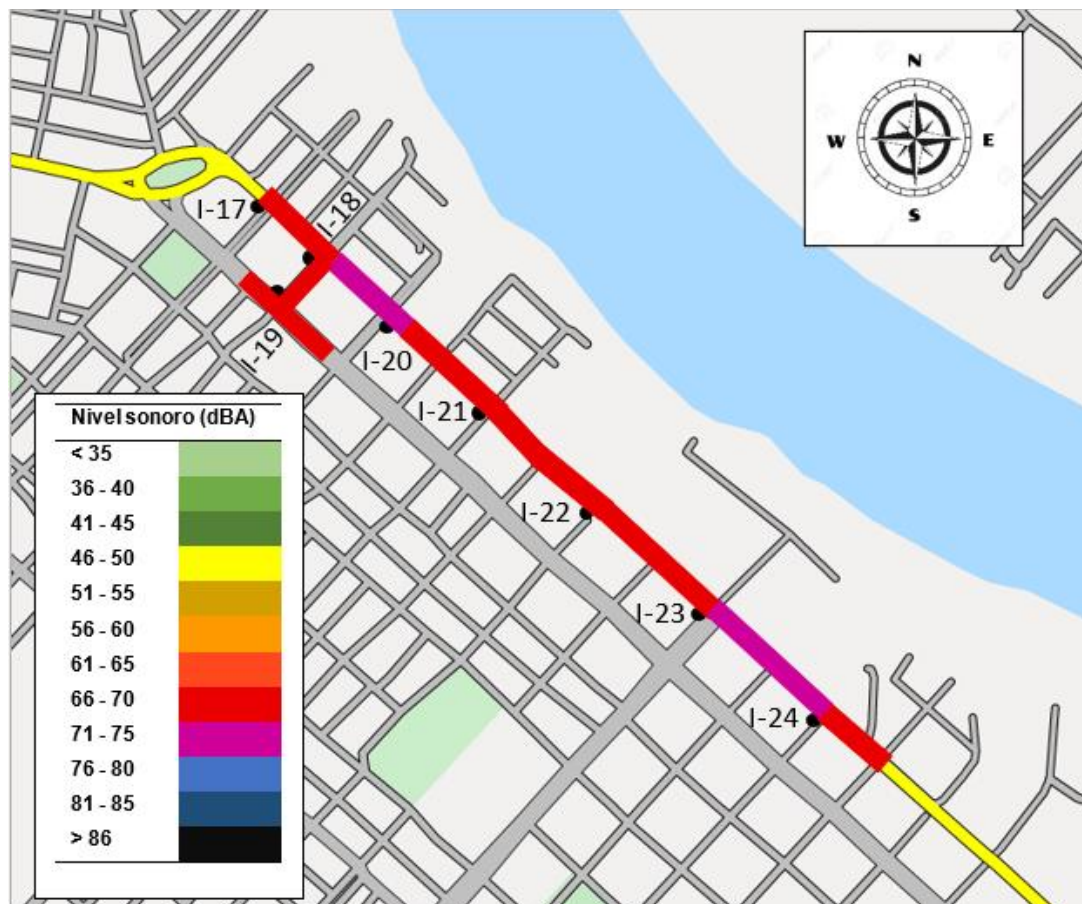 N
W
E
S
I-17
I-18
I-19
I-20
I-21
I-22
I-23
I-24
Nivel sonoro (dBA)
< 35
36 - 40
41 - 45
46 - 50
51 - 55
56 - 60
61 - 65
66 - 70
71 - 75
76 - 80
81 - 85
> 86